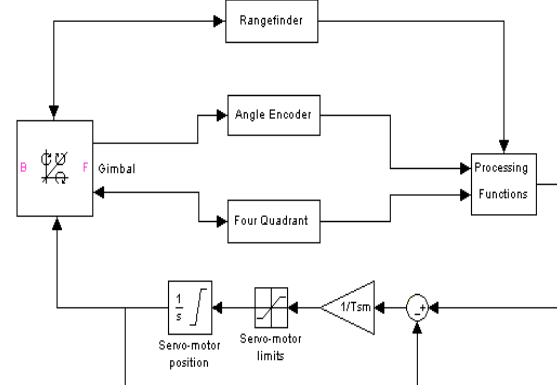 Rangefinder
Angle Encoder
B
F
Gimbal
Processing
Functions
Four Quadrant
1
s
1/Tsm
+
-
Servo-motor
position
Servo-motor
limits